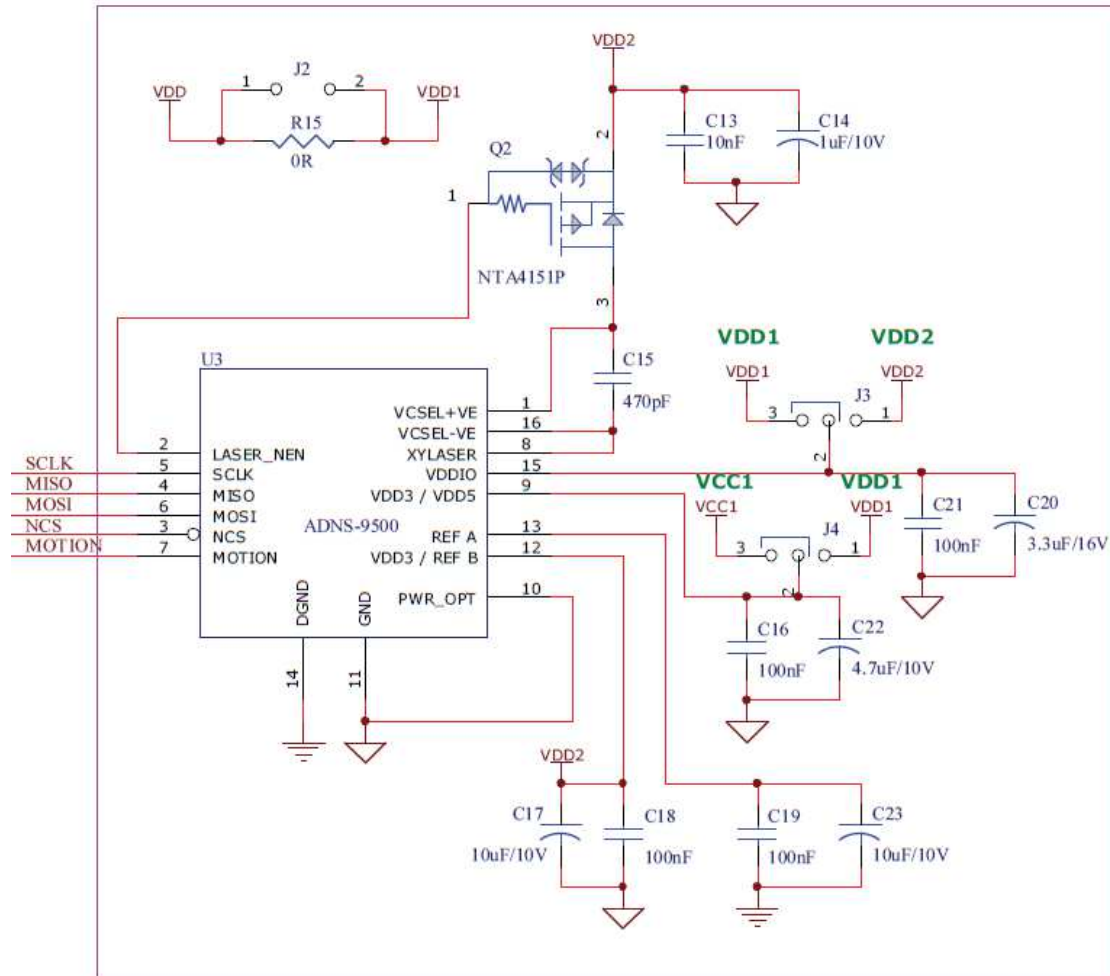 VDD2
J2
1
2
VDD
VDD1
R15
0R
C13
10nF
C14
1uF/10V
2
Q2
1
NTA4151P
3
VDD1
VDD2
VDD1
VDD2
J3
3
1
2
C15
470pF
U3
VCSEL+VE
1
VCSEL-VE
16
2
LASER_NEN
XYLASER
8
SCLK
5
SCLK
VDDIO
15
MISO
4
MISO
VDD3 / VDD5
9
MOSI
6
MOSI
NCS
3
NCS
ADNS-9500
REF A
13
MOTION
7
MOTION
VDD3 / REF B
12
PWR_OPT
10
DGND
GND
14
11
VCC1
VDD1
VCC1
VDD1
J4
3
1
2
C21
100nF
C20
3.3uF/16V
C16
100nF
C22
4.7uF/10V
VDD2
C17
10uF/10V
C18
100nF
C19
100nF
C23
10uF/10V